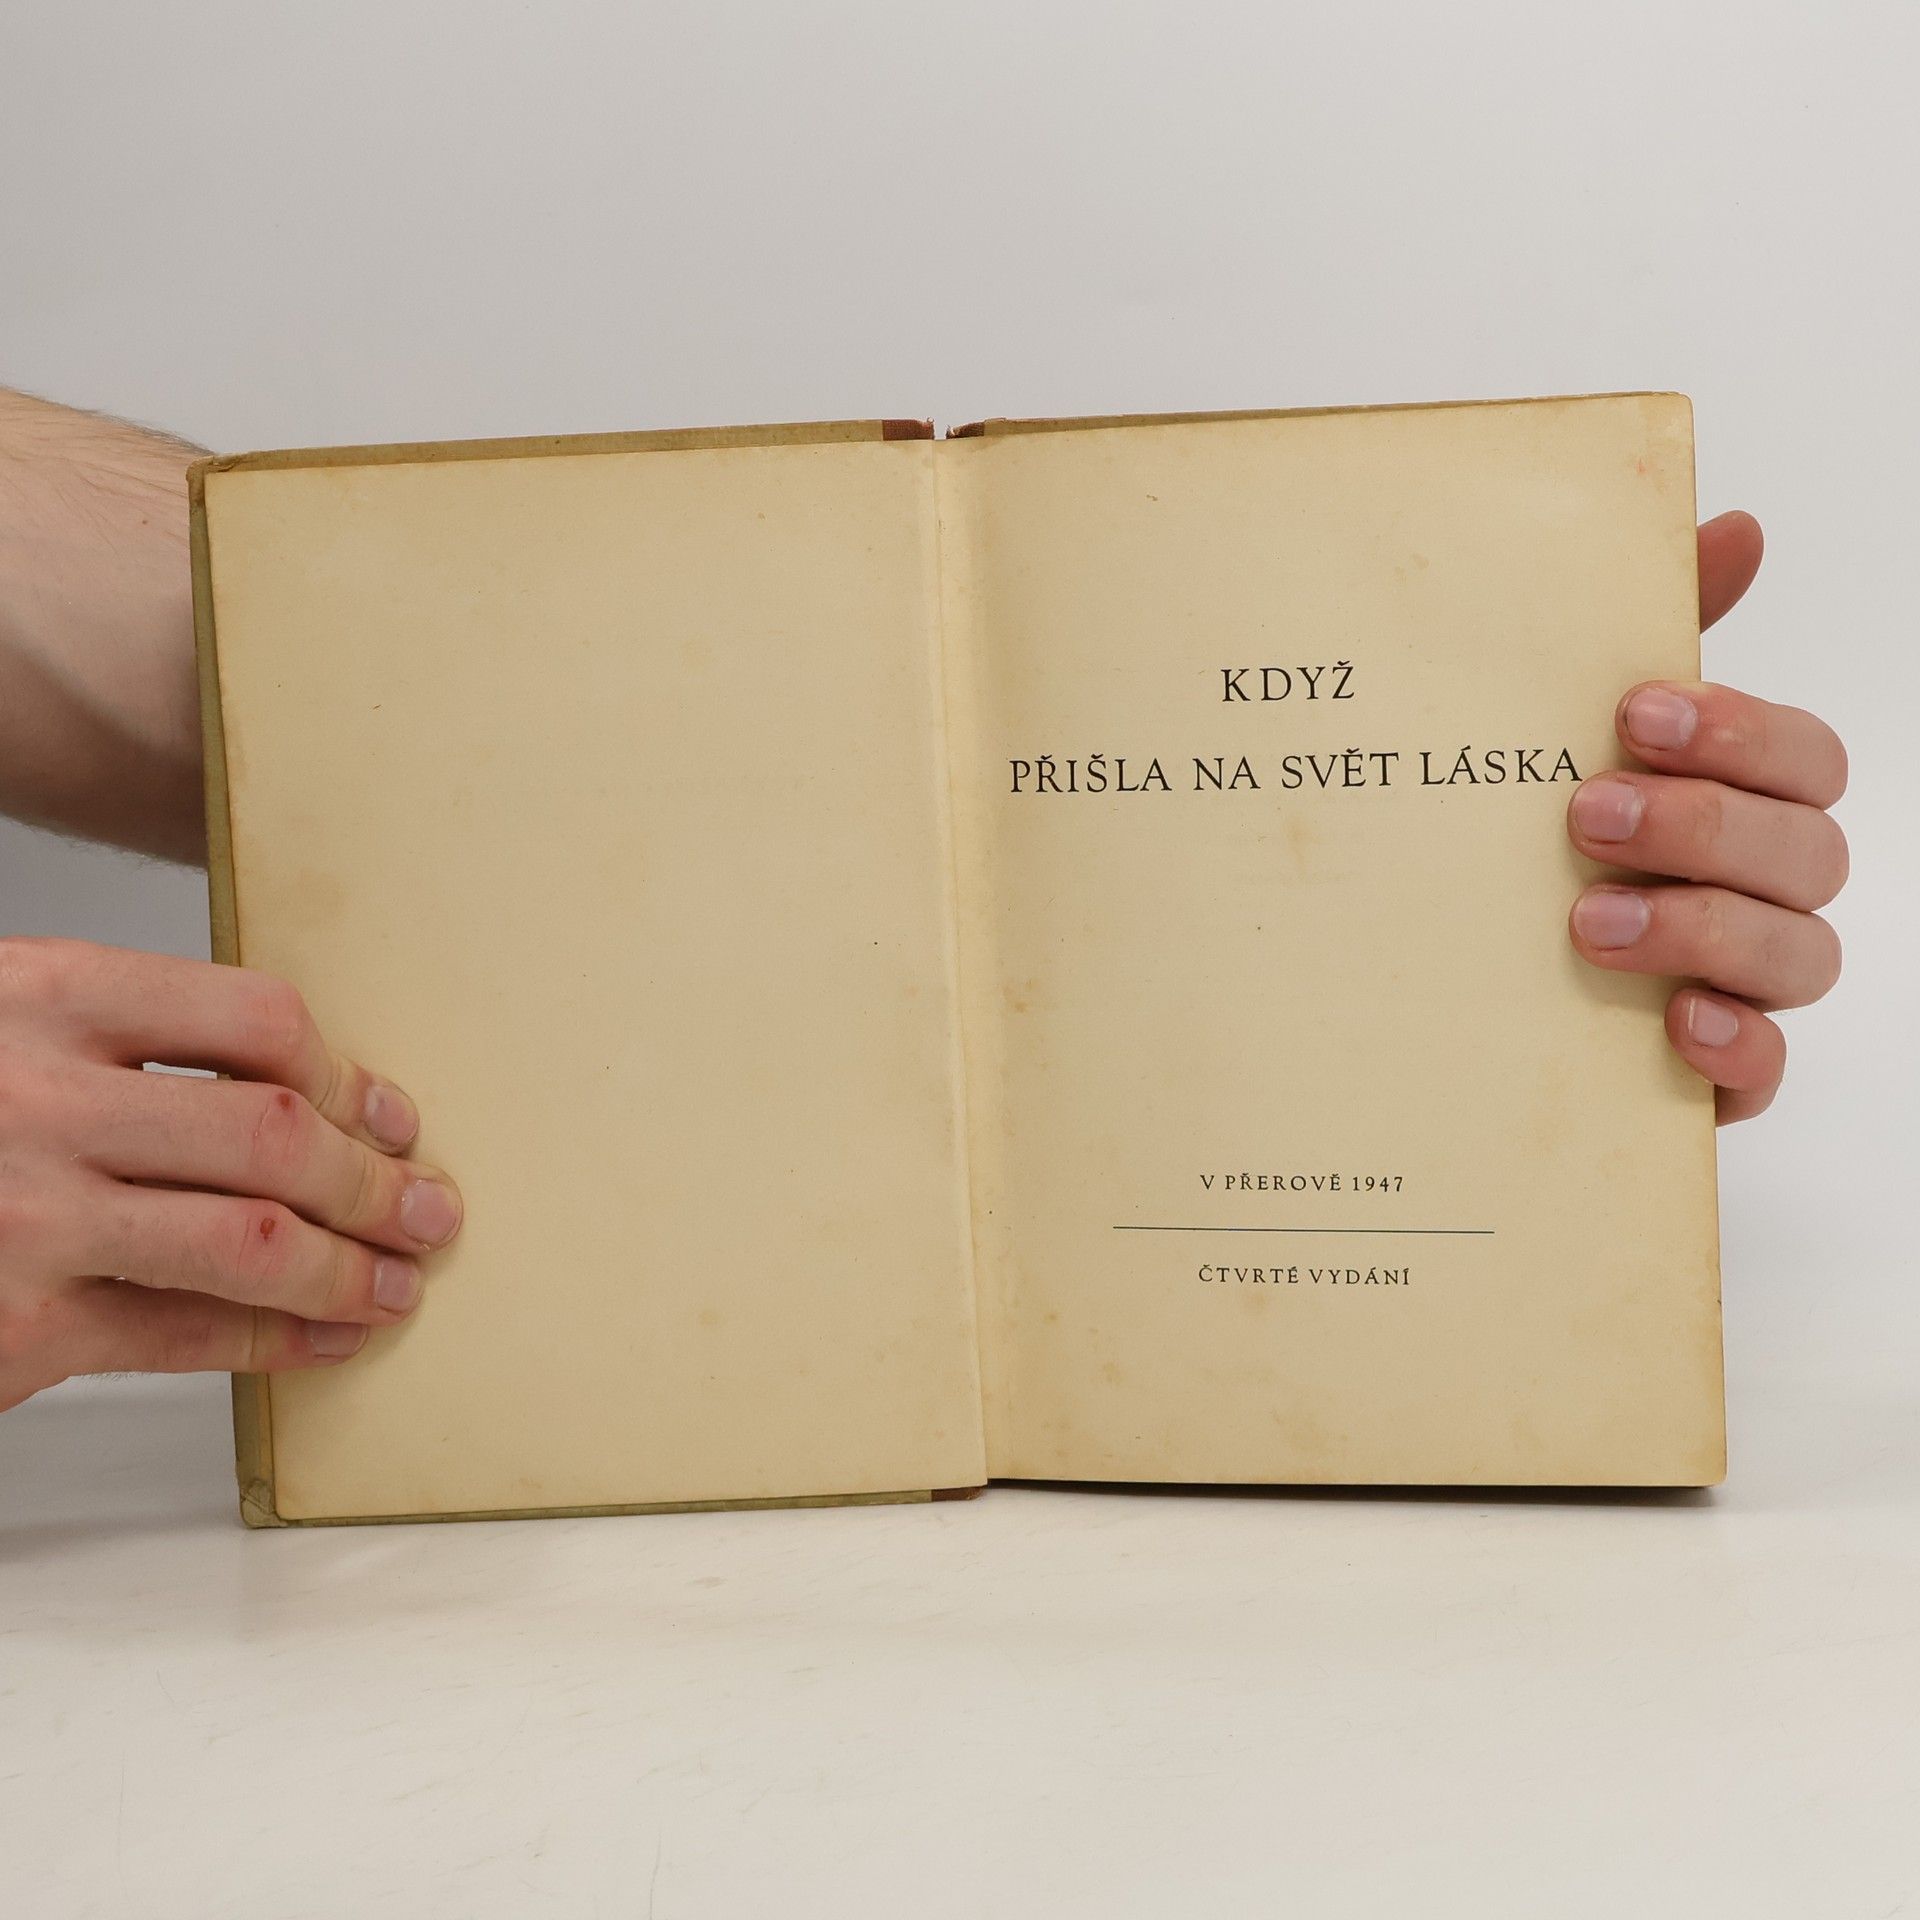 KDYŽ
PŘIŠLA NA SVĚT LÁSKA
V PŘEROVĚ 1947
ČTVRTÉ VYDÁNÍ